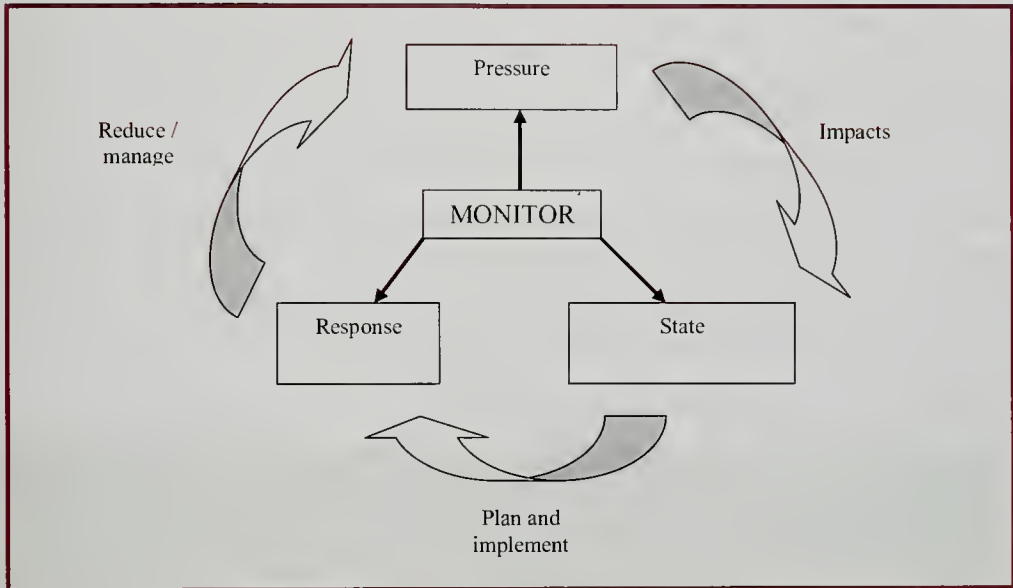 Pressure
Reduce /
manage
Impacts
MONITOR
Response
State
Plan and
implement